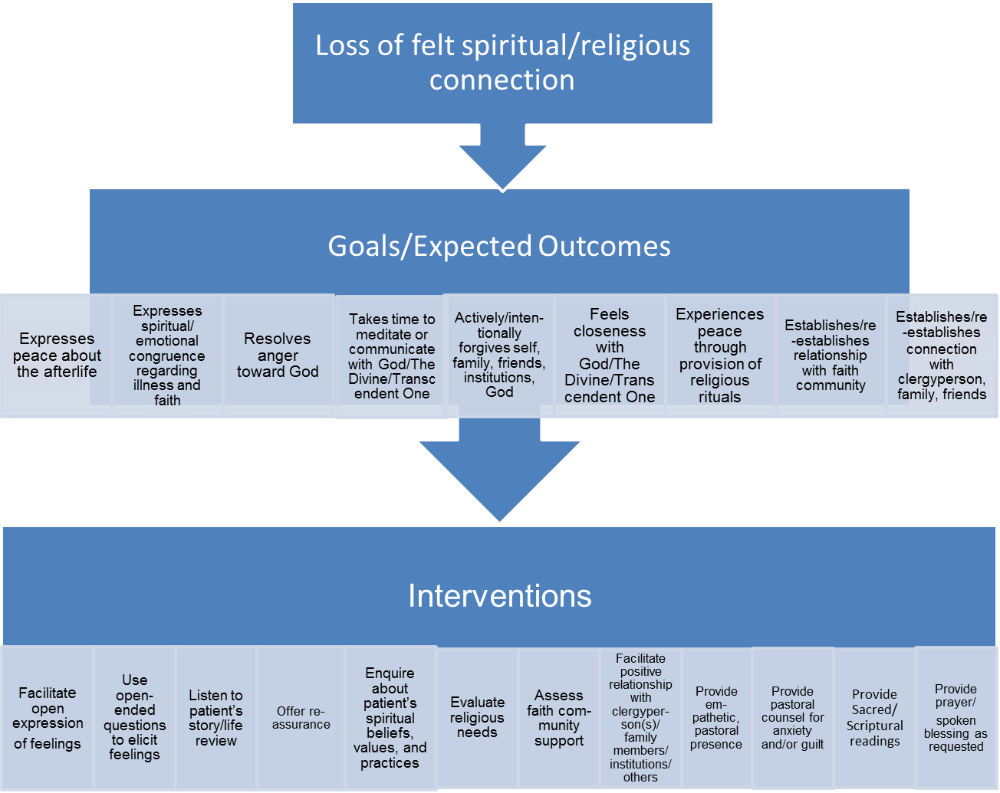 Loss of felt spiritual/religious
connection
Goals/Expected Outcomes
Expresses
peace about
the afterlife
Expresses
spiritual/
emotional
congruence
regarding
illness and
faith
Resolves
anger
toward God
Takes time to
meditate or
communicate
with God/The
Divine/Transc
endent One
Actively/inten-
tionally
forgives self,
family, friends,
institutions,
God
Feels
closeness
with
God/The
Divine/Trans
cendent One
Experiences
peace
through
provision of
religious
rituals
Establishes/re
-establishes
relationship
with faith
community
Establishes/re
-establishes
connection
with
clergyperson,
family, friends
Interventions
Facilitate
open
expression
of feelings
Use
open-
ended
questions
to elicit
feelings
Listen to
patient's
story/life
review
Offer re-
assurance
Enquire
about
patient's
spiritual
beliefs,
values, and
practices
Evaluate
religious
needs
Assess
faith com-
munity
support
Facilitate
positive
relationship
with
clergyper-
son(s)/
family
members/
institutions/
others
Provide
em-
pathetic,
pastoral
presence
Provide
pastoral
counsel for
anxiety
and/or guilt
Provide
Sacred/
Scriptural
readings
Provide
prayer/
spoken
blessing as
requested